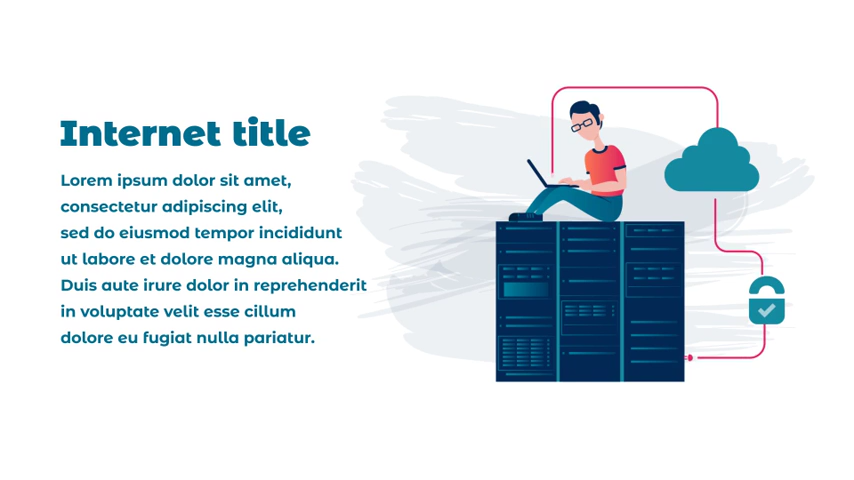 Internet title
Lorem ipsum dolor sit amet,
consectetur adipiscing elit,
sed do eiusmod tempor incididunt
ut labore et dolore magna aliqua.
Duis aute irure dolor in reprehenderit
in voluptate velit esse cillum
dolore eu fugiat nulla pariatur.